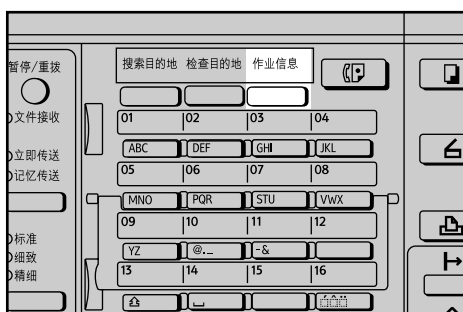 暂停/重拨
搜索目的地 检查目的地 作业信息
文件接收
01 02 03 04
ABC DEF GHI JKL
立即传送
记忆传送
05 06 07 08
MNO PQR STU VWX
09 10 11 12
标准
YZ @._ -&
细致
精细
13 14 15 16